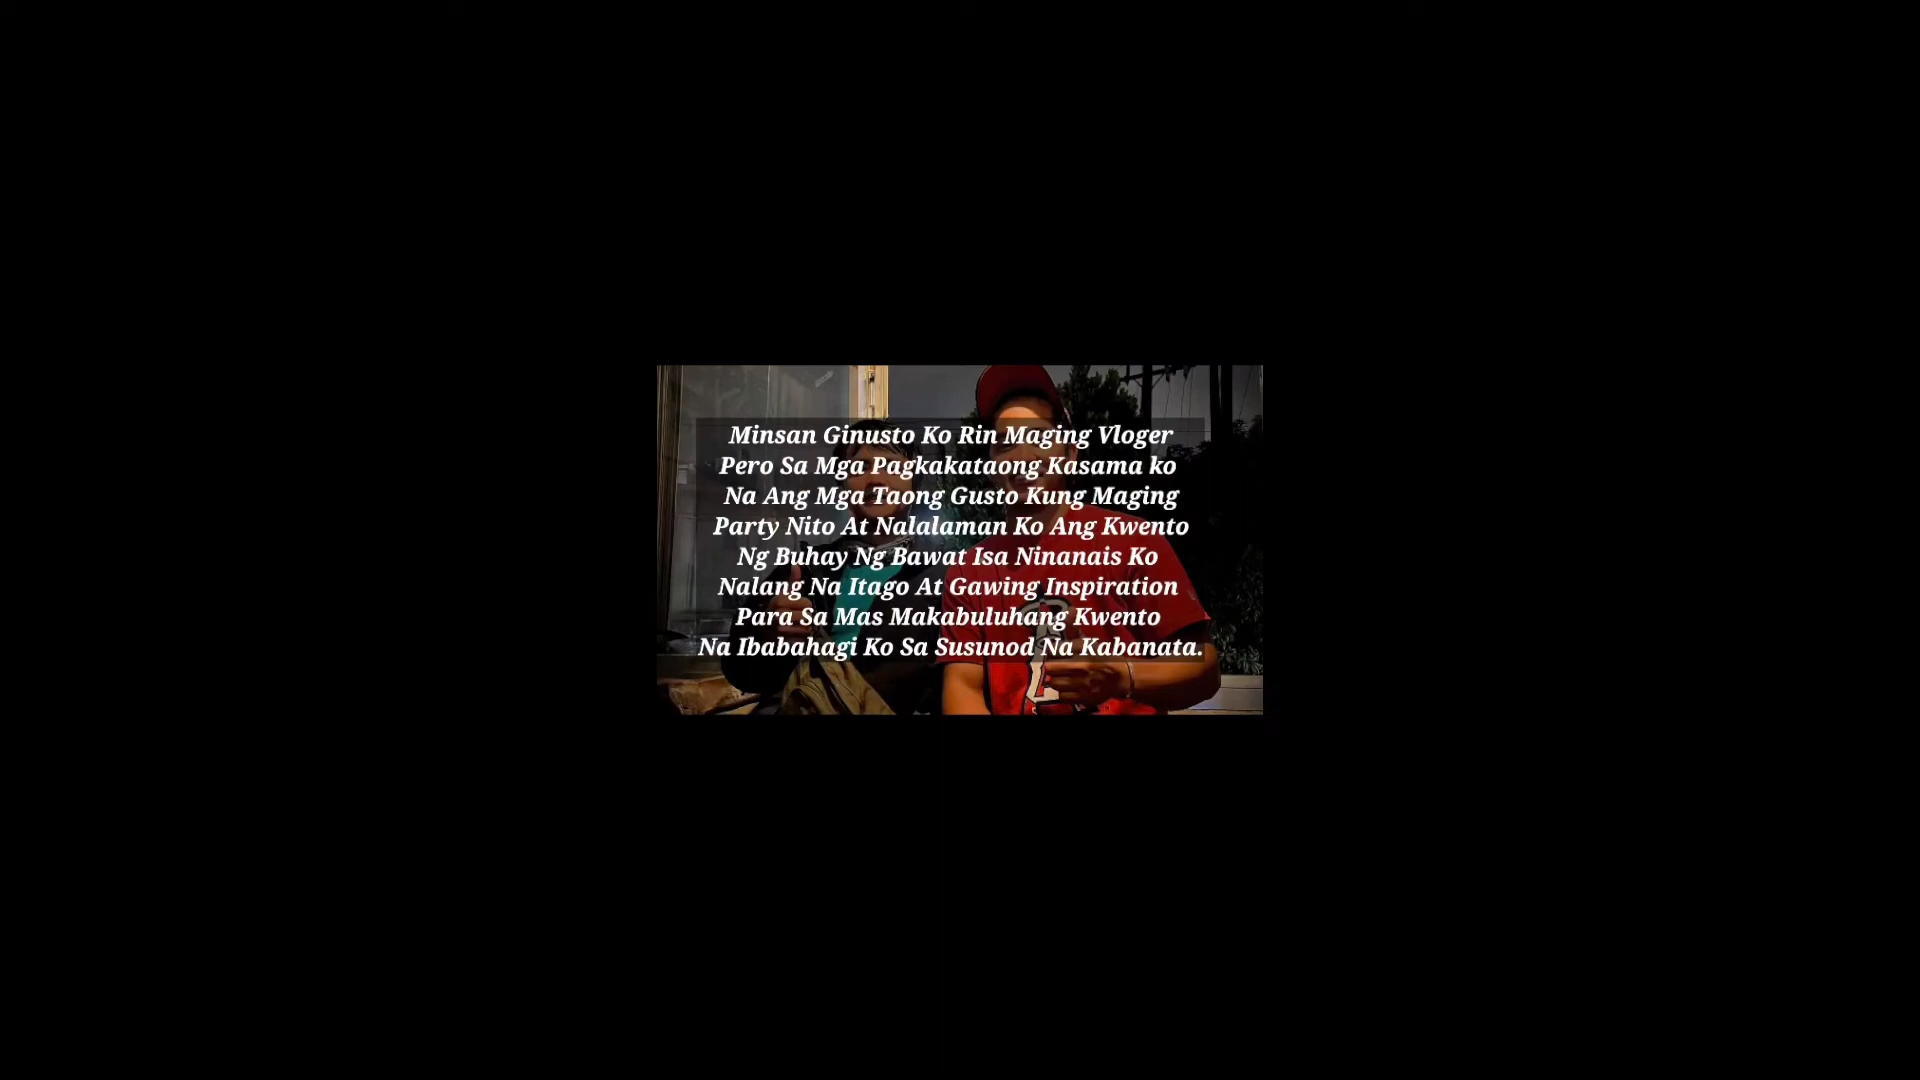 Minsan Ginusto Ko Rin Maging Vloger
Pero Sa Mga Pagkakataong Kasama ko
Na Ang Mga Taong Gusto Kung Maging
Party Nito At Nalalaman Ko Ang Kwento
Ng Buhay Ng Bawat Isa Ninanais Ko
Nalang Na Itago At Gawing Inspiration
Para Sa Mas Makabuluhang Kwento
Na Ibabahagi Ko Sa Susunod Na Kabanata.